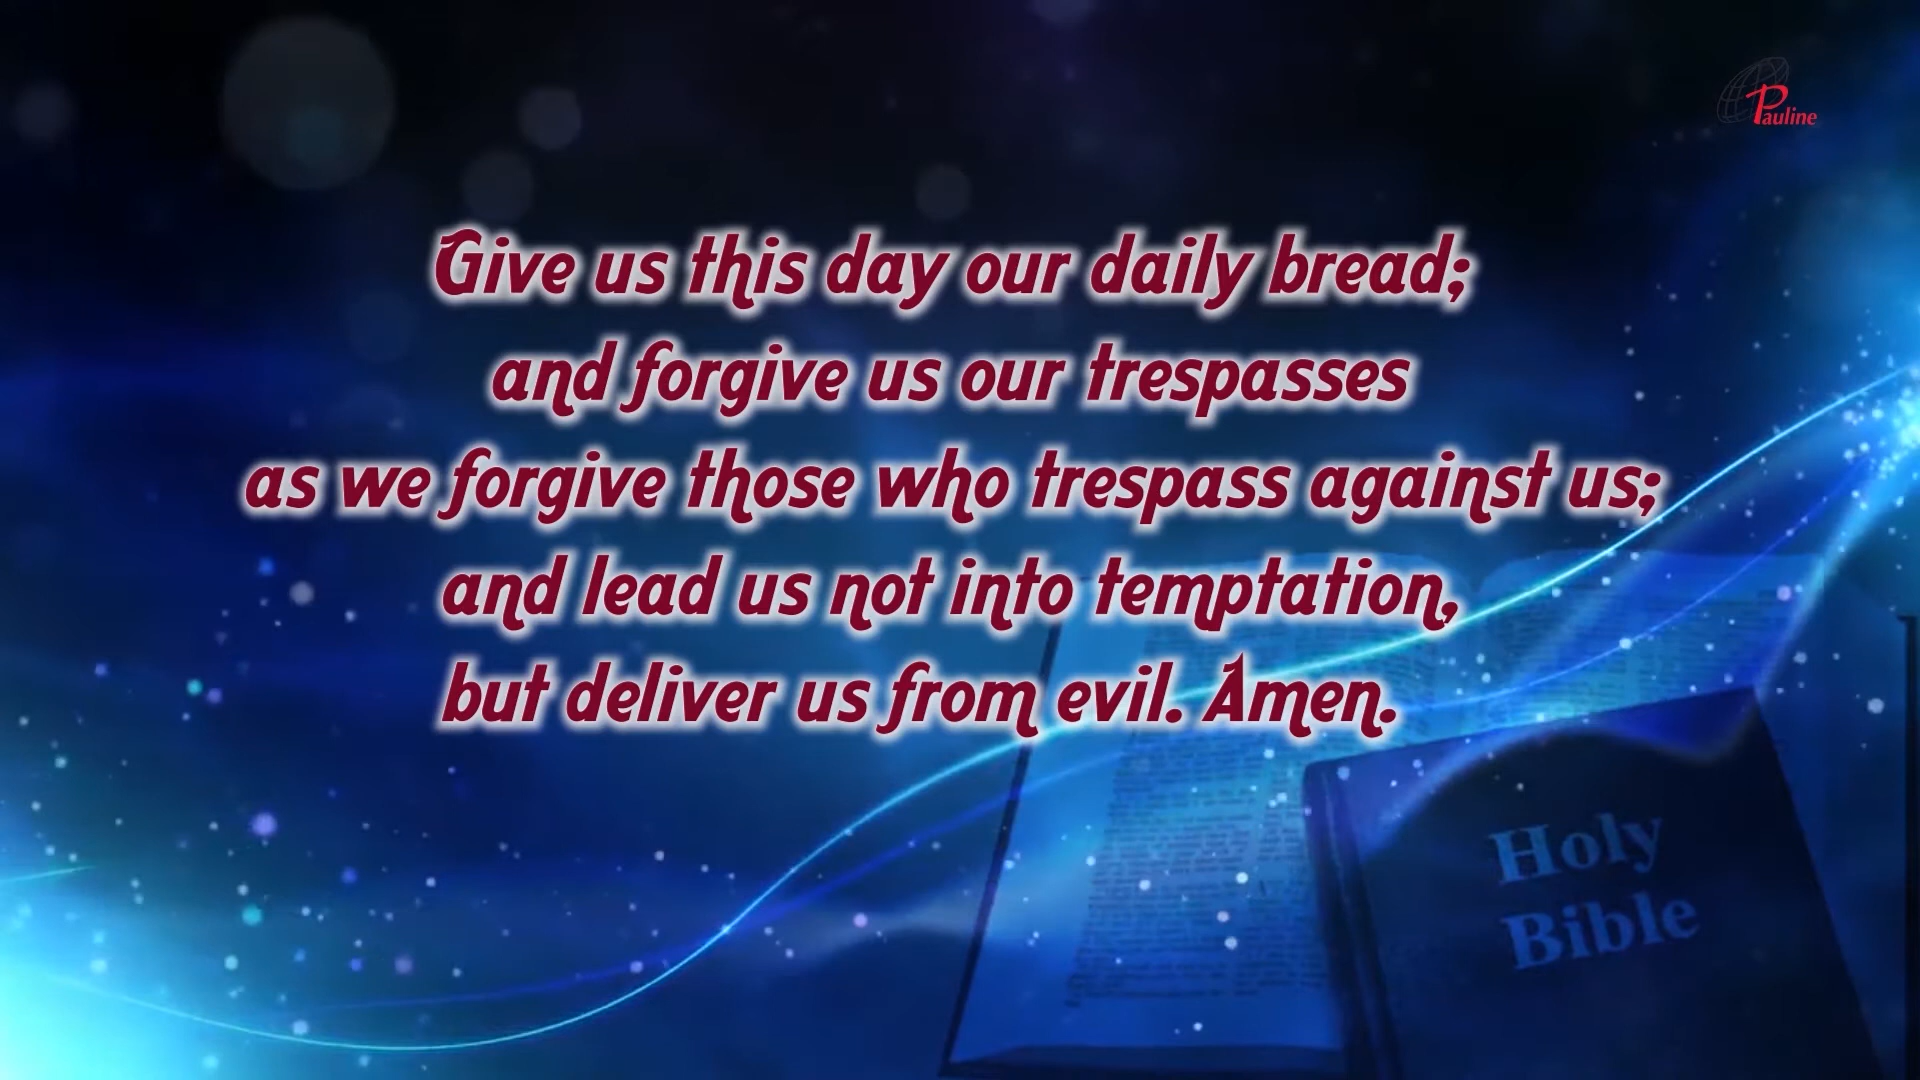 Pauline
Give us this day our daily bread;
and forgive us our trespasses
as we forgive those who trespass against us;
and lead us not into temptation,
but deliver us from evil. Amen.
Holy
Bible